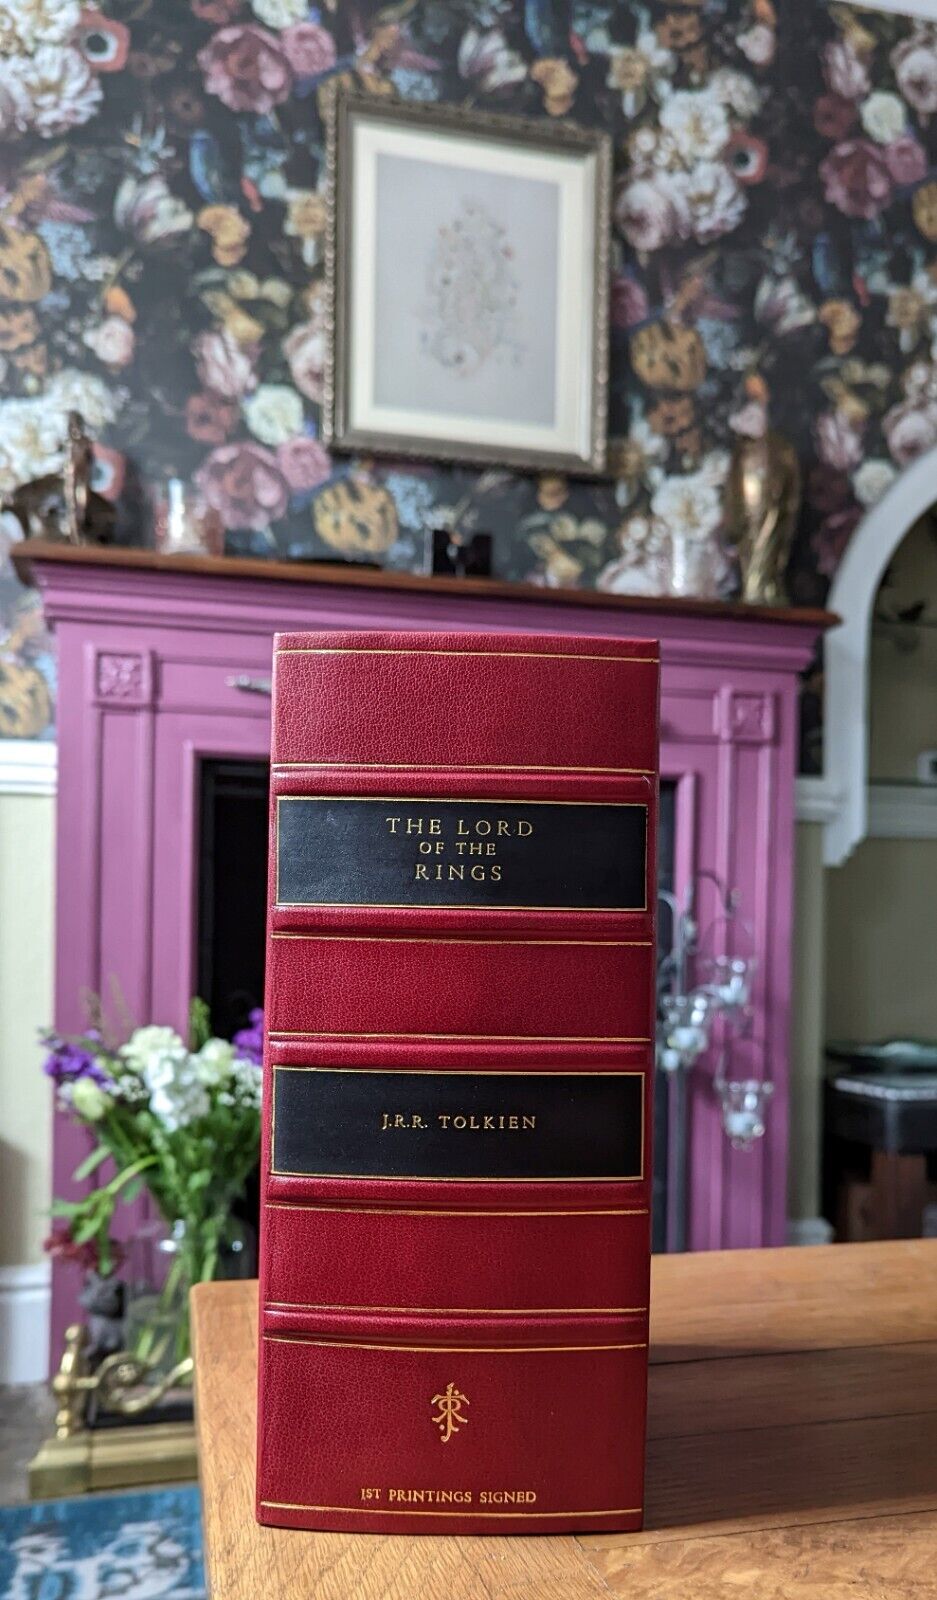 THE LORD
OF THE
RINGS
J.R.R. TOLKIEN
1ST PRINTINGS SIGNED